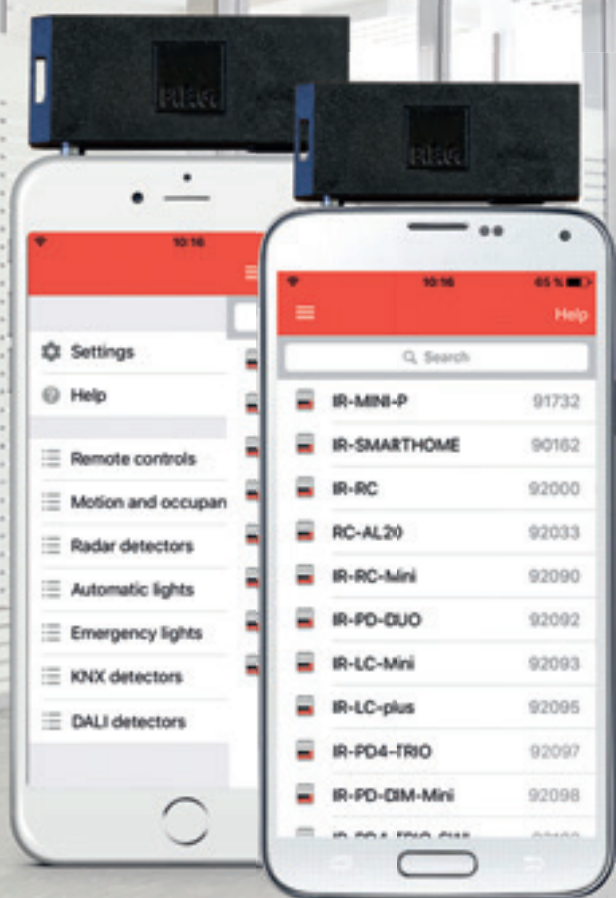 10:16
Settings
Help
Remote controls
Motion and occupan
Radar detectors
Automatic lights
Emergency lights
KNX detectors
DALI detectors
10:16 65 %
Help
Search
IR-MINI-P 91732
IR-SMARTHOME 90162
IR-RC 92000
RC-AL20 92033
IR-RC-Mini 92090
IR-PD-DUO 92092
IR-LC-Mini 92093
IR-LC-plus 92095
IR-PD4-TRIO 92097
IR-PD-DIM-Mini 92098